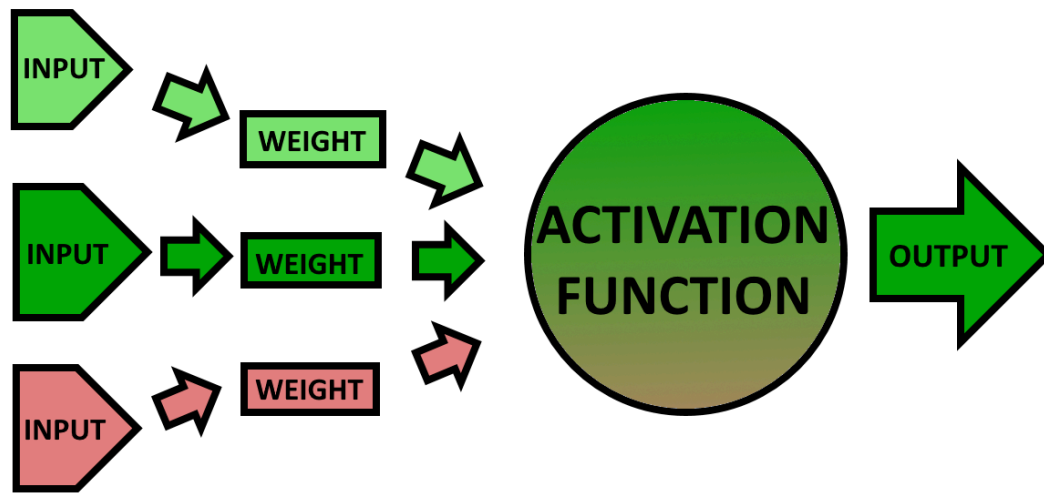 INPUT
WEIGHT
INPUT
WEIGHT
INPUT
WEIGHT
ACTIVATION
FUNCTION
OUTPUT